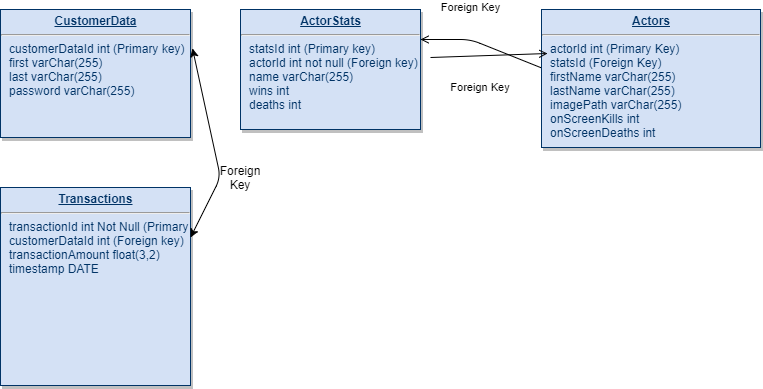 CustomerData
customerDataId int (Primary key)
first varChar(255)
last varChar(255)
password varChar(255)
ActorStats
statsId int (Primary key)
actorId int not null (Foreign key)
name varChar(255)
wins int
deaths int
Foreign Key
Foreign Key
Actors
actorId int (Primary Key)
statsId (Foreign Key)
firstName varChar(255)
lastName varChar(255)
imagePath varChar(255)
onScreenKills int
onScreenDeaths int
Foreign
Key
Transactions
transactionId int Not Null (Primary
customerDataId int (Foreign key)
transactionAmount float(3,2)
timestamp DATE